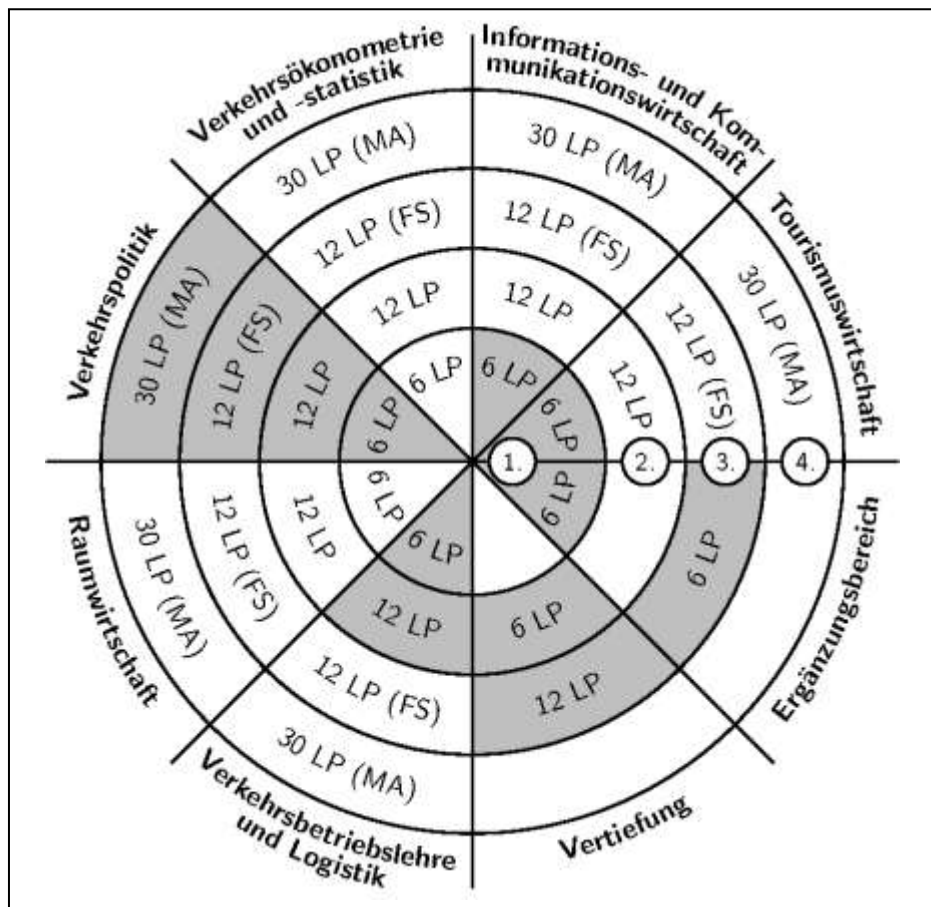 Verkehrsökonometrie
und -statistik
30 LP (MA)
12 LP (FS)
12 LP
6 LP
Informations- und Kom-
munikationswirtschaft
30 LP (MA)
12 LP (FS)
12 LP
6 LP
Tourismuswirtschaft
30 LP (MA)
12 LP (FS)
12 LP
6 LP
1.
2.
3.
4.
Ergänzungsbereich
6 LP
6 LP
Vertiefung
12 LP
6 LP
Verkehrsbetriebslehre
und Logistik
30 LP (MA)
12 LP (FS)
12 LP
6 LP
Raumwirtschaft
30 LP (MA)
12 LP (FS)
12 LP
6 LP
Verkehrspolitik
30 LP (MA)
12 LP (FS)
12 LP
6 LP